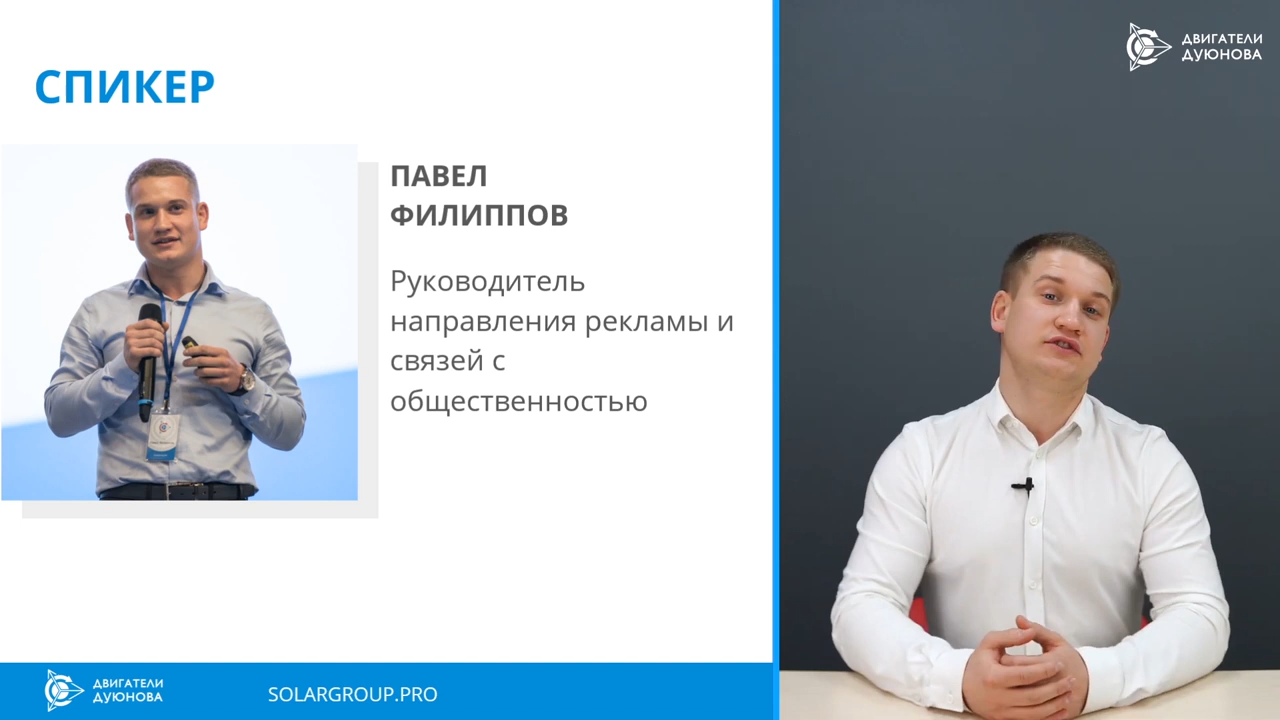 СПИКЕР
ПАВЕЛ
ФИЛИППОВ
Руководитель
направления рекламы и
связей с
общественностью
ДВИГАТЕЛИ
ДУЮНОВА
SOLARGROUP.PRO
ДВИГАТЕЛИ
ДУЮНОВА